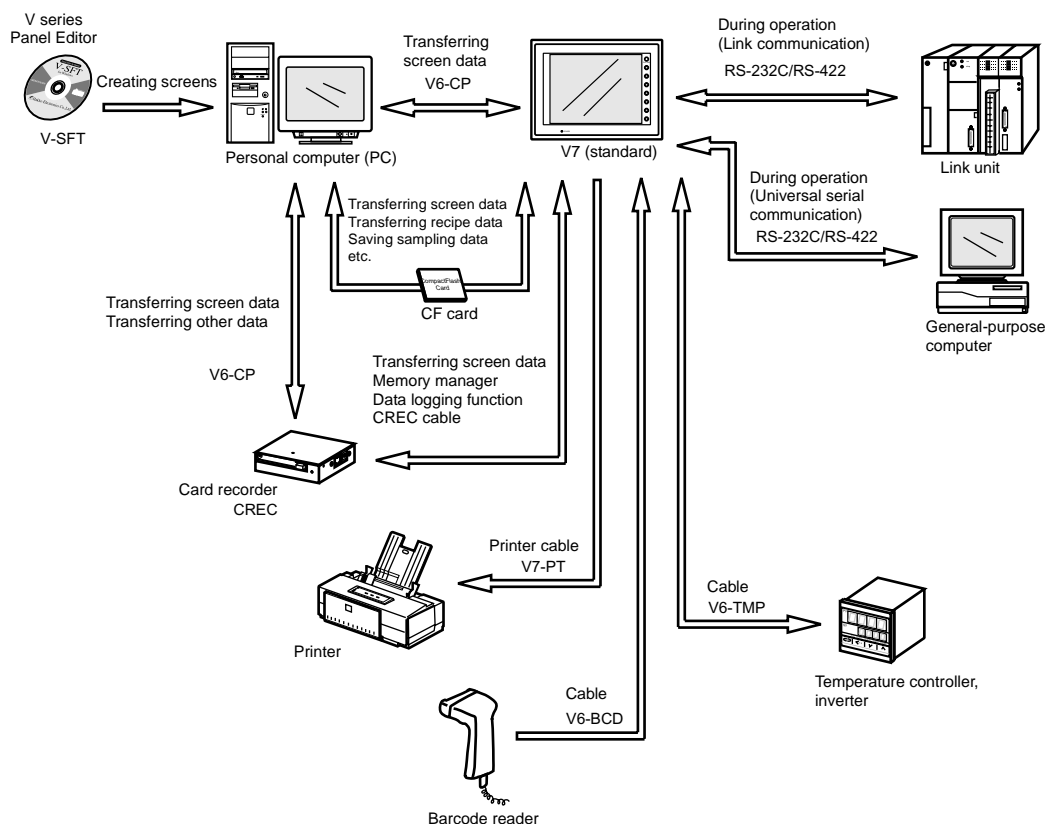 V series
Panel Editor
V-SFT
V-SFT
Creating screens
Personal computer (PC)
Transferring
screen data
V6-CP
V7 (standard)
During operation
(Link communication)
RS-232C/RS-422
Link unit
During operation
(Universal serial
communication)
RS-232C/RS-422
General-purpose
computer
Transferring screen data
Transferring recipe data
Saving sampling data
etc.
CompactFlash
Card
CF card
Transferring screen data
Transferring other data
V6-CP
Transferring screen data
Memory manager
Data logging function
CREC cable
Card recorder
CREC
Printer cable
V7-PT
Printer
Cable
V6-TMP
Temperature controller,
inverter
Cable
V6-BCD
Barcode reader